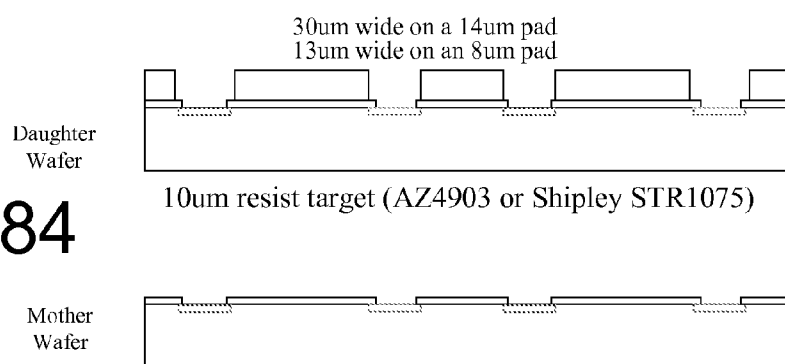 30um wide on a 14um pad
13um wide on an 8um pad
Daughter
Wafer
10um resist target (AZ4903 or Shipley STR1075)
84
Mother
Wafer